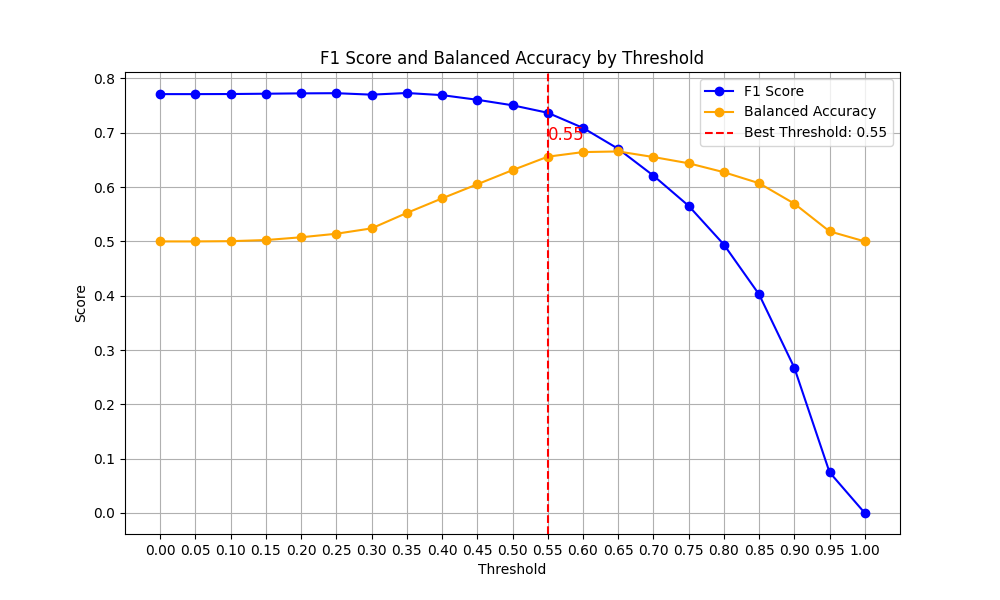 F1 Score and Balanced Accuracy by Threshold
F1 Score
Balanced Accuracy
Best Threshold: 0.55
0.55
Score
0.8
0.7
0.6
0.5
0.4
0.3
0.2
0.1
0.0
0.00 0.05 0.10 0.15 0.20 0.25 0.30 0.35 0.40 0.45 0.50 0.55 0.60 0.65 0.70 0.75 0.80 0.85 0.90 0.95 1.00
Threshold